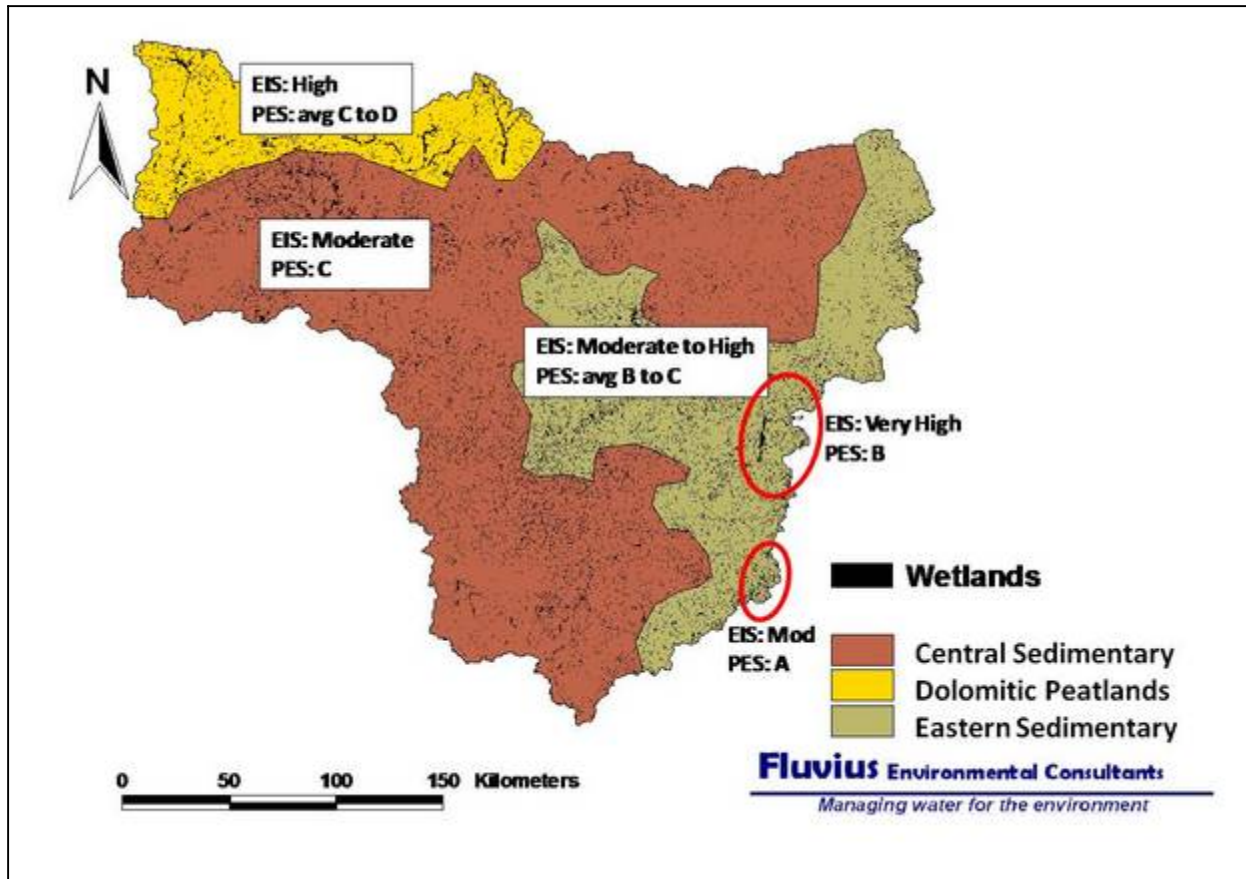 N
EIS: High
PES: avg C to D
EIS: Moderate
PES: C
EIS: Moderate to High
PES: avg B to C
EIS: Very High
PES: B
EIS: Mod
PES: A
Wetlands
Central Sedimentary
Dolomitic Peatlands
Eastern Sedimentary
0 50 100 150 Kilometers
Fluvius Environmental Consultants
Managing water for the environment